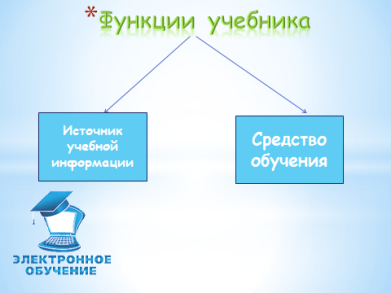 *Функции учебника
Источник
учебной
информации
Средство
обучения
ЭЛЕКТРОННОЕ
ОБУЧЕНИЕ